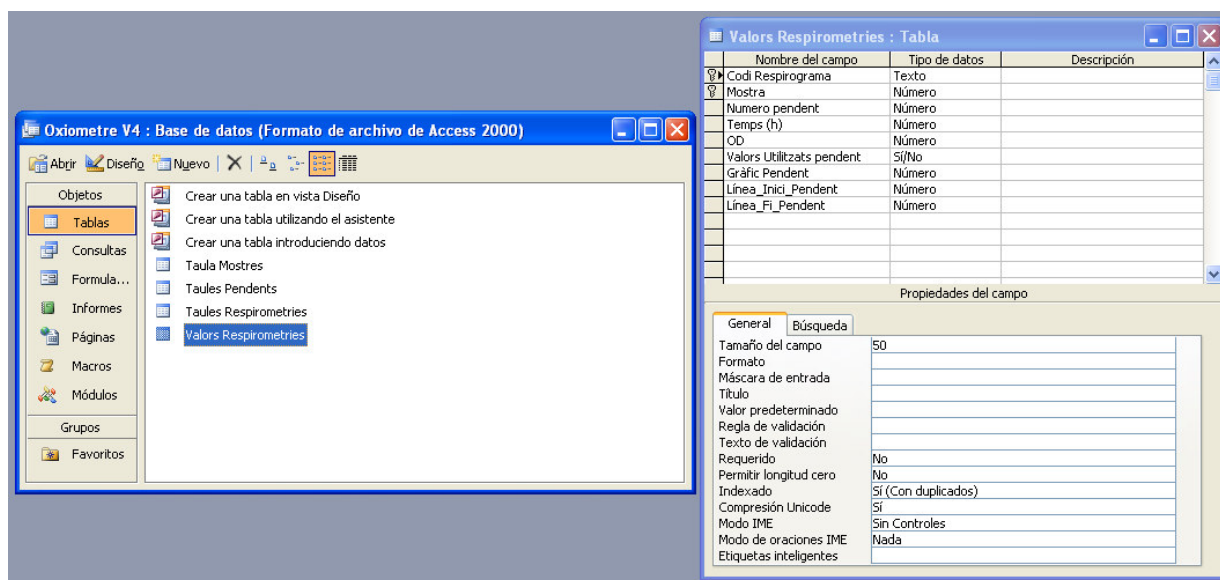 Oxiometre V4 : Base de datos (Formato de archivo de Access 2000)
Abrir Diseño Nuevo
Objetos
Tablas
Consultas
Formula...
Informes
Páginas
Macros
Módulos
Grupos
Favoritos
Crear una tabla en vista Diseño
Crear una tabla utilizando el asistente
Crear una tabla introduciendo datos
Taula Mostres
Taules Pendents
Taules Respirometries
Valors Respirometries
Valors Respirometries : Tabla
Nombre del campo Tipo de datos Descripción
Codi Respirograma Texto
Mostra Número
Numero pendent Número
Temps (h) Número
OD Número
Valors Utilitzats pendent Sí/No
Gràfic Pendent Número
Línea_Inici_Pendent Número
Línea_Fi_Pendent Número
Propiedades del campo
General Búsqueda
Tamaño del campo 50
Formato
Máscara de entrada
Título
Valor predeterminado
Regla de validación
Texto de validación
Requerido No
Permitir longitud cero No
Indexado Sí (Con duplicados)
Compresión Unicode Sí
Modo IME Sin Controles
Modo de oraciones IME Nada
Etiquetas inteligentes